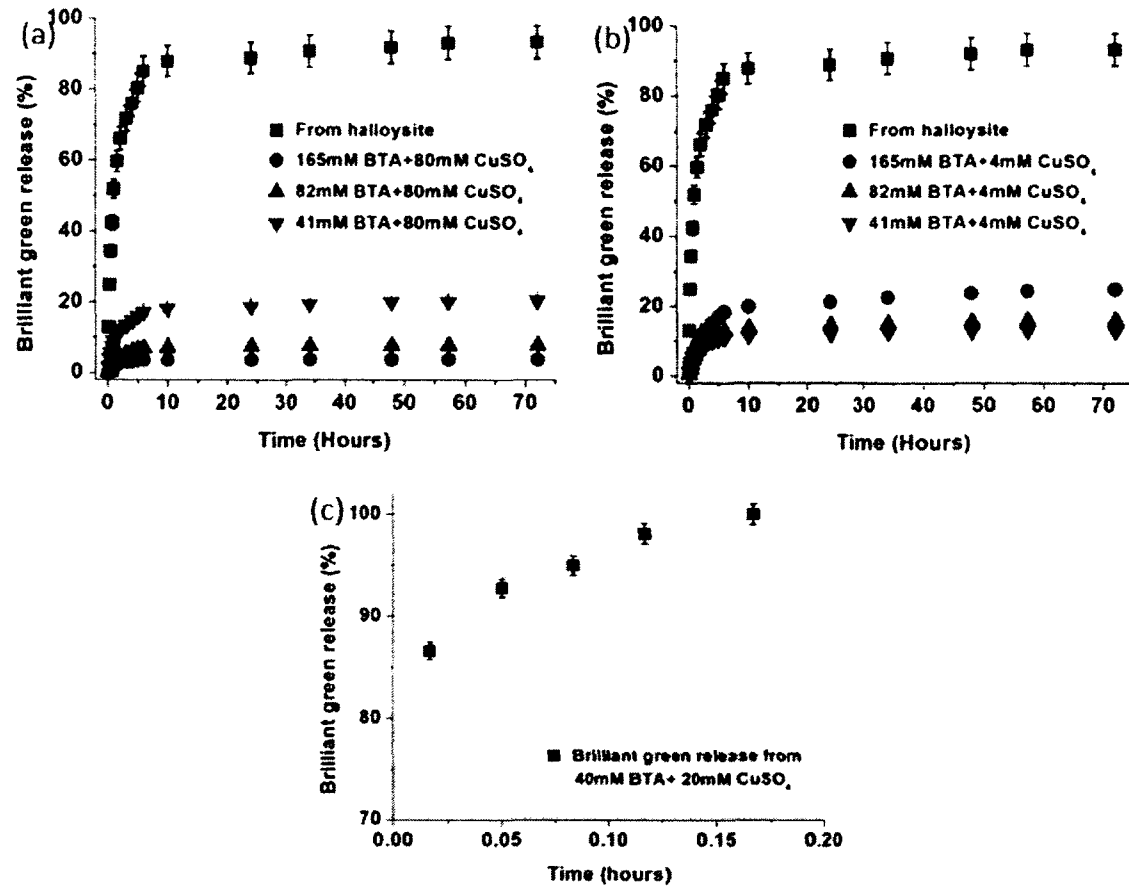 (a)
100
80
60
40
20
0
Brilliant green release (%)
From halloysite
165mM BTA+80mM CuSO₄
82mM BTA+80mM CuSO₄
41mM BTA+80mM CuSO₄
0 10 20 30 40 50 60 70
Time (Hours)
(b)
100
80
60
40
20
0
Brilliant green release (%)
From halloysite
165mM BTA+4mM CuSO₄
82mM BTA+4mM CuSO₄
41mM BTA+4mM CuSO₄
0 10 20 30 40 50 60 70
Time (Hours)
(c)
100
90
80
70
Brilliant green release (%)
Brilliant green release from
40mM BTA+ 20mM CuSO₄
0.00 0.05 0.10 0.15 0.20
Time (hours)